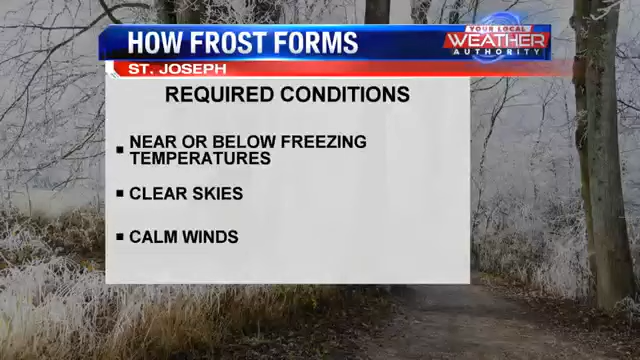 HOW FROST FORMS
YOUR LOCAL
WEATHER
AUTHORITY
ST. JOSEPH
REQUIRED CONDITIONS
▪ NEAR OR BELOW FREEZING
TEMPERATURES
▪ CLEAR SKIES
▪ CALM WINDS